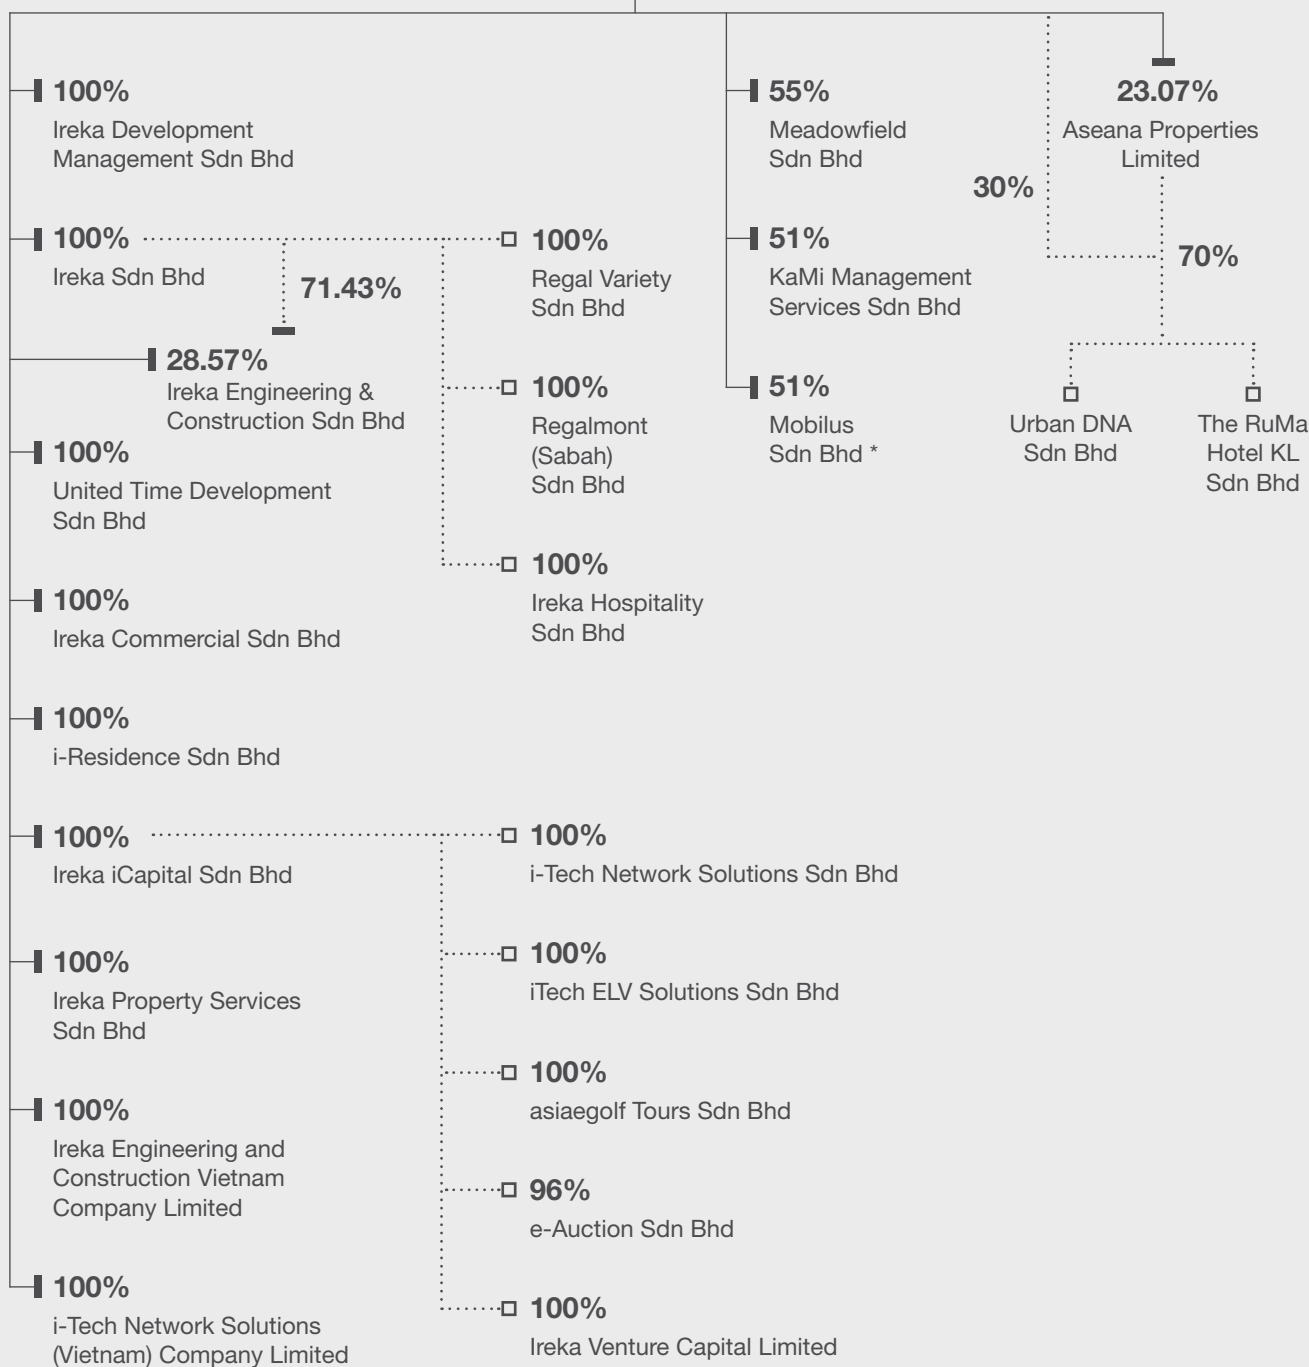 100%
Ireka Development
Management Sdn Bhd
100%
Ireka Sdn Bhd
71.43%
28.57%
Ireka Engineering &
Construction Sdn Bhd
100%
United Time Development
Sdn Bhd
100%
Ireka Commercial Sdn Bhd
100%
i-Residence Sdn Bhd
100%
Ireka iCapital Sdn Bhd
100%
Ireka Property Services
Sdn Bhd
100%
Ireka Engineering and
Construction Vietnam
Company Limited
100%
i-Tech Network Solutions
(Vietnam) Company Limited
100%
Regal Variety
Sdn Bhd
100%
Regalmont
(Sabah)
Sdn Bhd
100%
Ireka Hospitality
Sdn Bhd
100%
i-Tech Network Solutions Sdn Bhd
100%
iTech ELV Solutions Sdn Bhd
100%
asiaegolf Tours Sdn Bhd
96%
e-Auction Sdn Bhd
100%
Ireka Venture Capital Limited
55%
Meadowfield
Sdn Bhd
51%
KaMi Management
Services Sdn Bhd
51%
Mobilus
Sdn Bhd *
23.07%
Aseana Properties
Limited
30%
70%
Urban DNA
Sdn Bhd
The RuMa
Hotel KL
Sdn Bhd